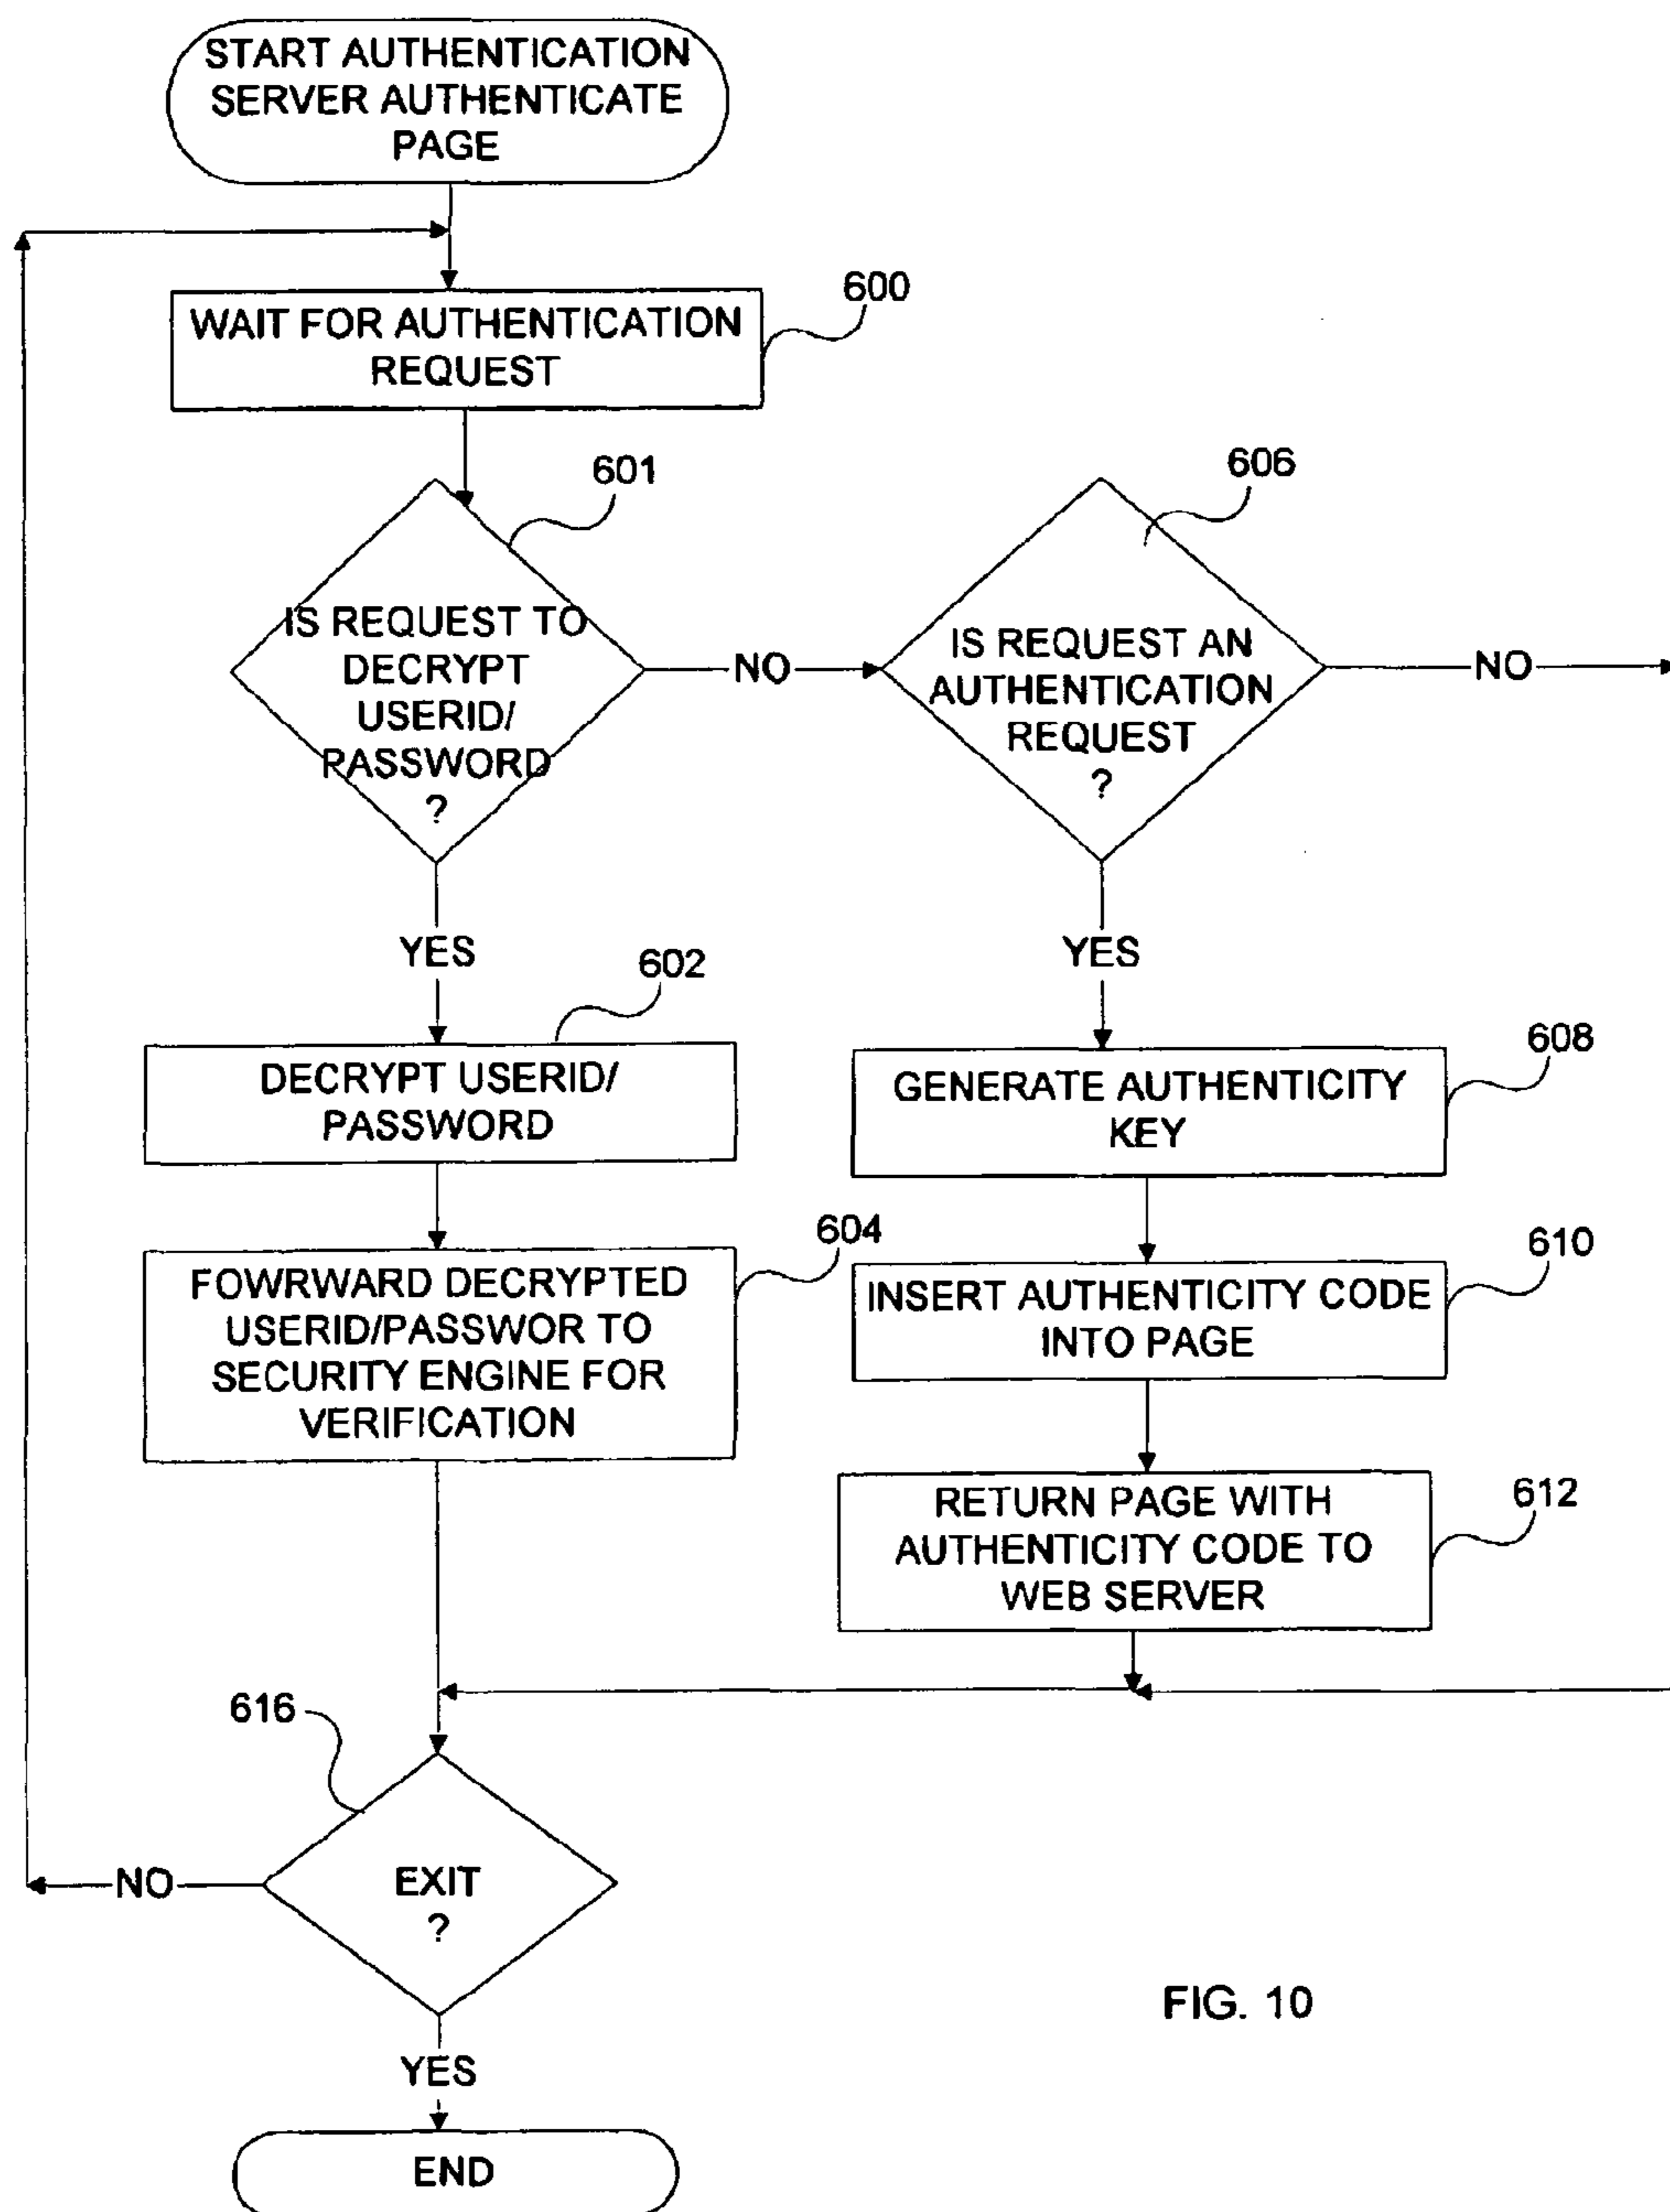 START AUTHENTICATION
SERVER AUTHENTICATE
PAGE
WAIT FOR AUTHENTICATION
REQUEST
600
601
IS REQUEST TO
DECRYPT
USERID/
PASSWORD
?
NO
606
IS REQUEST AN
AUTHENTICATION
REQUEST
?
NO
YES
YES
602
DECRYPT USERID/
PASSWORD
608
GENERATE AUTHENTICITY
KEY
604
FOWRWARD DECRYPTED
USERID/PASSWOR TO
SECURITY ENGINE FOR
VERIFICATION
610
INSERT AUTHENTICITY CODE
INTO PAGE
612
RETURN PAGE WITH
AUTHENTICITY CODE TO
WEB SERVER
616
EXIT
?
NO
YES
END
FIG. 10